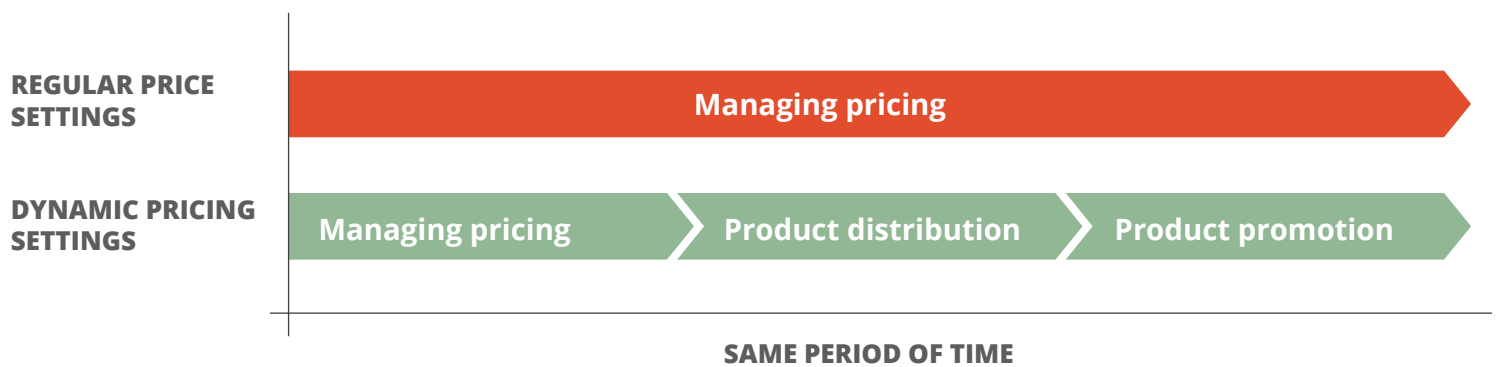 REGULAR PRICE
SETTINGS
Managing pricing
DYNAMIC PRICING
SETTINGS
Managing pricing
Product distribution
Product promotion
SAME PERIOD OF TIME